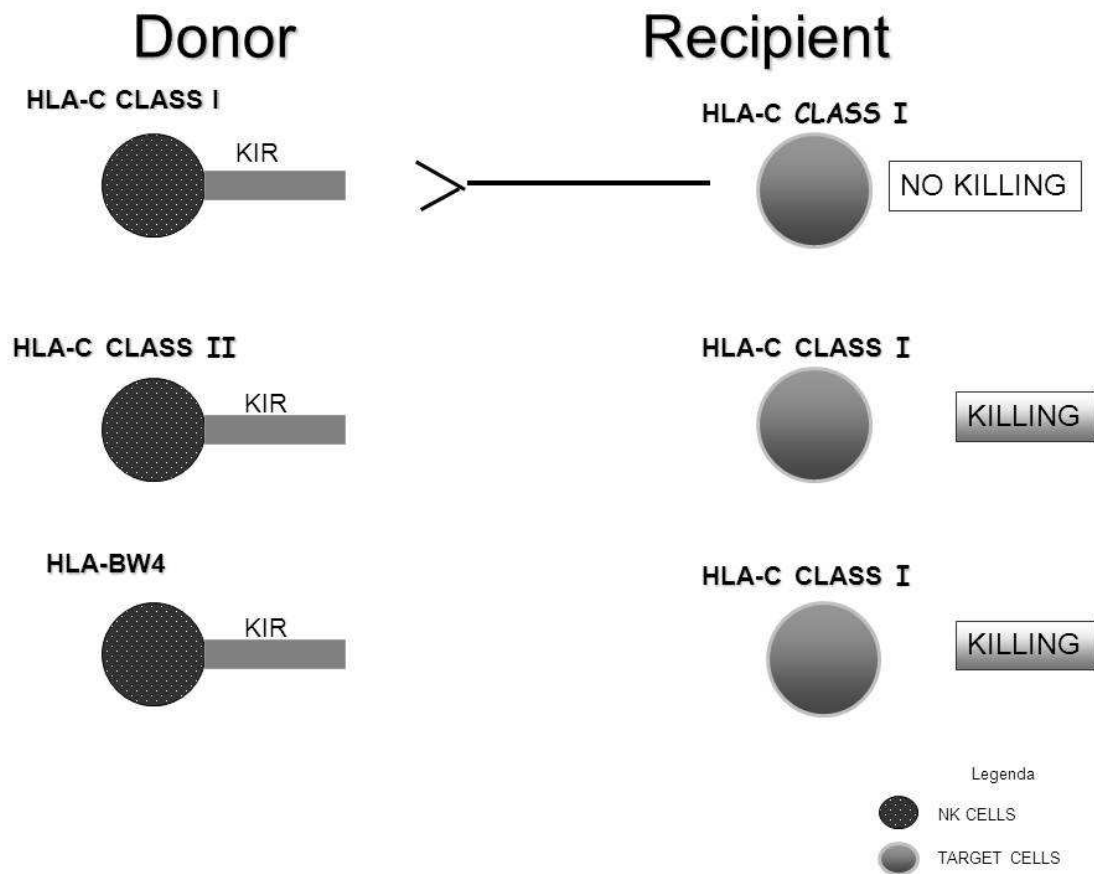 Donor Recipient
HLA-C CLASS I
HLA-C CLASS I
KIR
NO KILLING
HLA-C CLASS II
HLA-C CLASS I
KIR
KILLING
HLA-BW4
HLA-C CLASS I
KIR
KILLING
Legenda
NK CELLS
TARGET CELLS